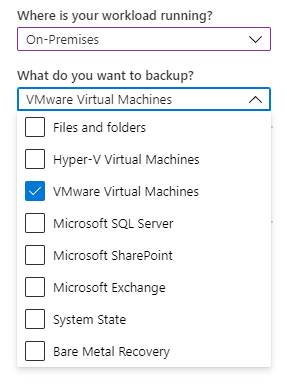 Where is your workload running?
On-Premises
What do you want to backup?
VMware Virtual Machines
Files and folders
Hyper-V Virtual Machines
VMware Virtual Machines
Microsoft SQL Server
Microsoft SharePoint
Microsoft Exchange
System State
Bare Metal Recovery